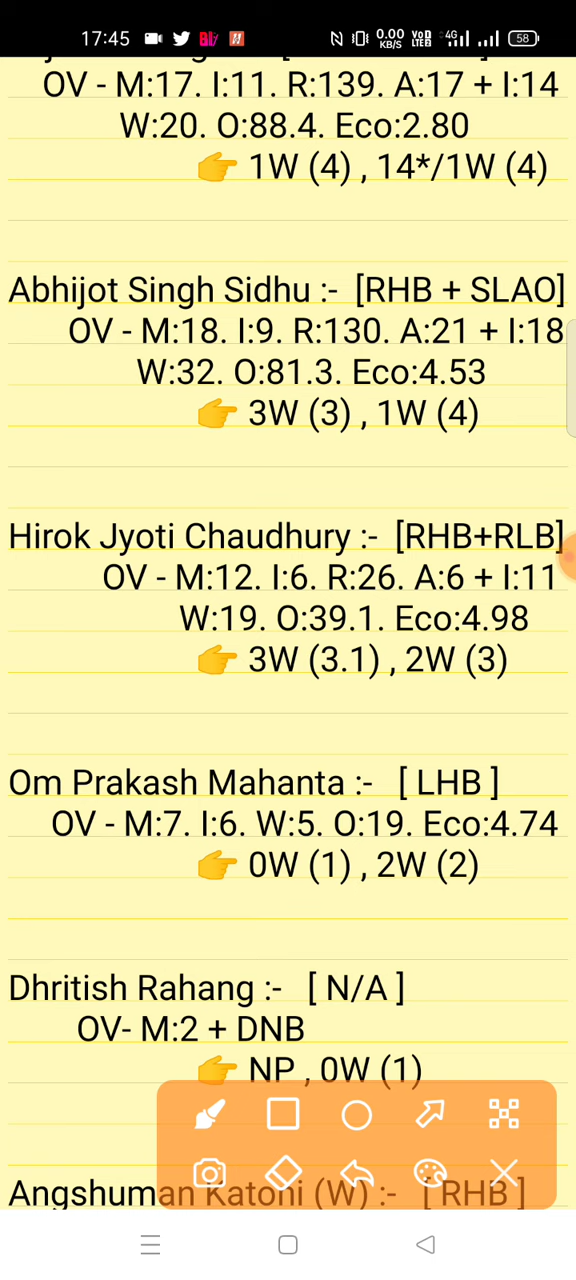 17:45 0.00 KB/S VoD LTE2 4G 58
OV - M:17. I:11. R:139. A:17 + I:14
W:20. O:88.4. Eco:2.80
👉 1W (4) , 14*/1W (4)
Abhijot Singh Sidhu :- [RHB + SLAO]
OV - M:18. I:9. R:130. A:21 + I:18
W:32. O:81.3. Eco:4.53
👉 3W (3) , 1W (4)
Hirok Jyoti Chaudhury :- [RHB+RLB]
OV - M:12. I:6. R:26. A:6 + I:11
W:19. O:39.1. Eco:4.98
👉 3W (3.1) , 2W (3)
Om Prakash Mahanta :- [ LHB ]
OV - M:7. I:6. W:5. O:19. Eco:4.74
👉 0W (1) , 2W (2)
Dhritish Rahang :- [ N/A ]
OV- M:2 + DNB
👉 NP , 0W (1)
Angshuman Katoni (W) :- [ RHB ]